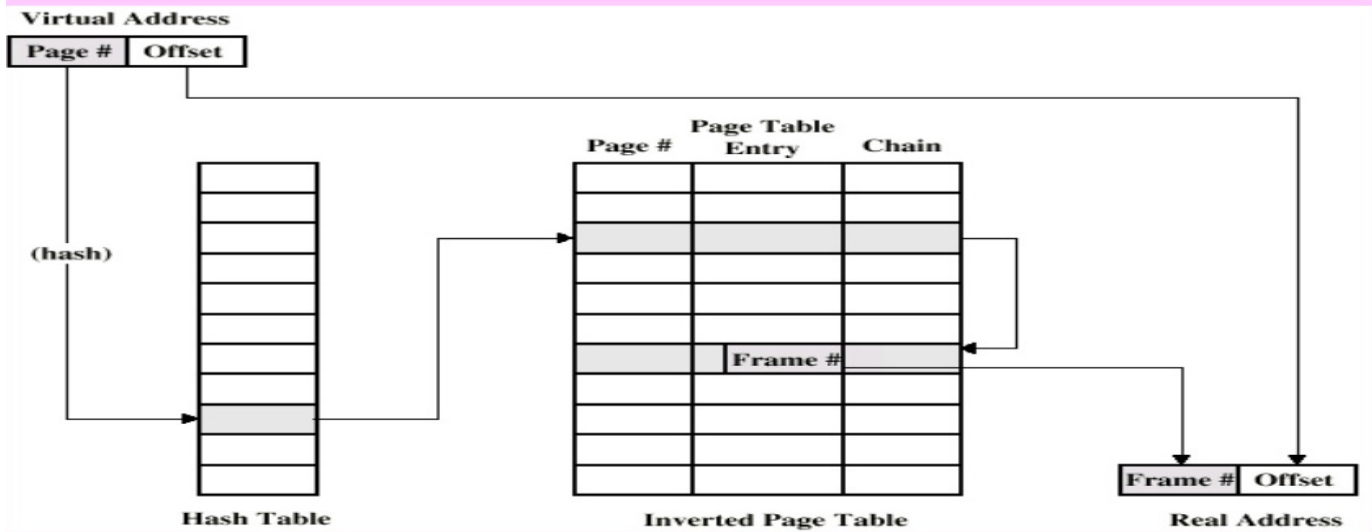 Virtual Address
Page # Offset
Page Table
Page # Entry Chain
(hash)
Frame #
Frame # Offset
Hash Table Inverted Page Table Real Address